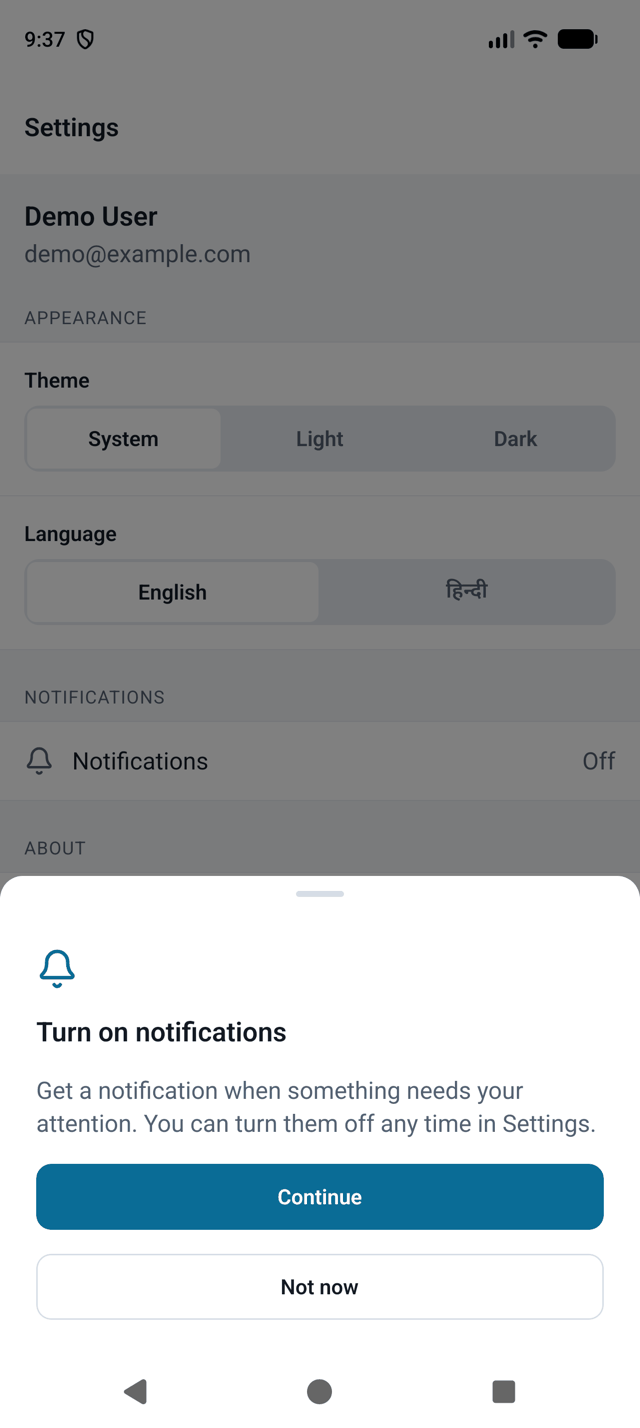 9:37
Settings
Demo User
demo@example.com
APPEARANCE
Theme
System Light Dark
Language
English हिन्दी
NOTIFICATIONS
Notifications Off
ABOUT
Turn on notifications
Get a notification when something needs your
attention. You can turn them off any time in Settings.
Continue
Not now